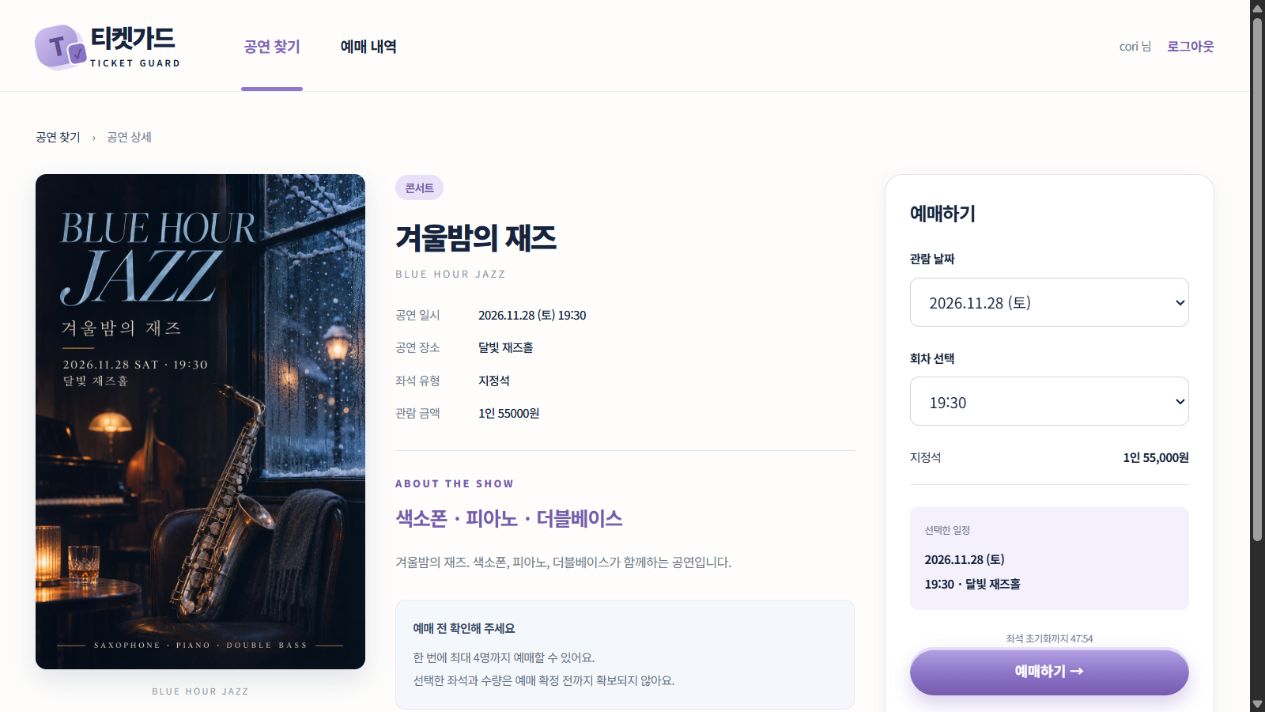 T
티켓가드
TICKET GUARD
공연 찾기
예매 내역
cori 님
로그아웃
공연 찾기 › 공연 상세
BLUE HOUR
JAZZ
겨울밤의 재즈
2026.11.28 SAT · 19:30
달빛 재즈홀
SAXOPHONE · PIANO · DOUBLE BASS
BLUE HOUR JAZZ
콘서트
겨울밤의 재즈
BLUE HOUR JAZZ
공연 일시 2026.11.28 (토) 19:30
공연 장소 달빛 재즈홀
좌석 유형 지정석
관람 금액 1인 55000원
ABOUT THE SHOW
색소폰 · 피아노 · 더블베이스
겨울밤의 재즈. 색소폰, 피아노, 더블베이스가 함께하는 공연입니다.
예매 전 확인해 주세요
한 번에 최대 4명까지 예매할 수 있어요.
선택한 좌석과 수량은 예매 확정 전까지 확보되지 않아요.
예매하기
관람 날짜
2026.11.28 (토)
회차 선택
19:30
지정석 1인 55,000원
선택한 일정
2026.11.28 (토)
19:30 · 달빛 재즈홀
좌석 초기화까지 47:54
예매하기 →